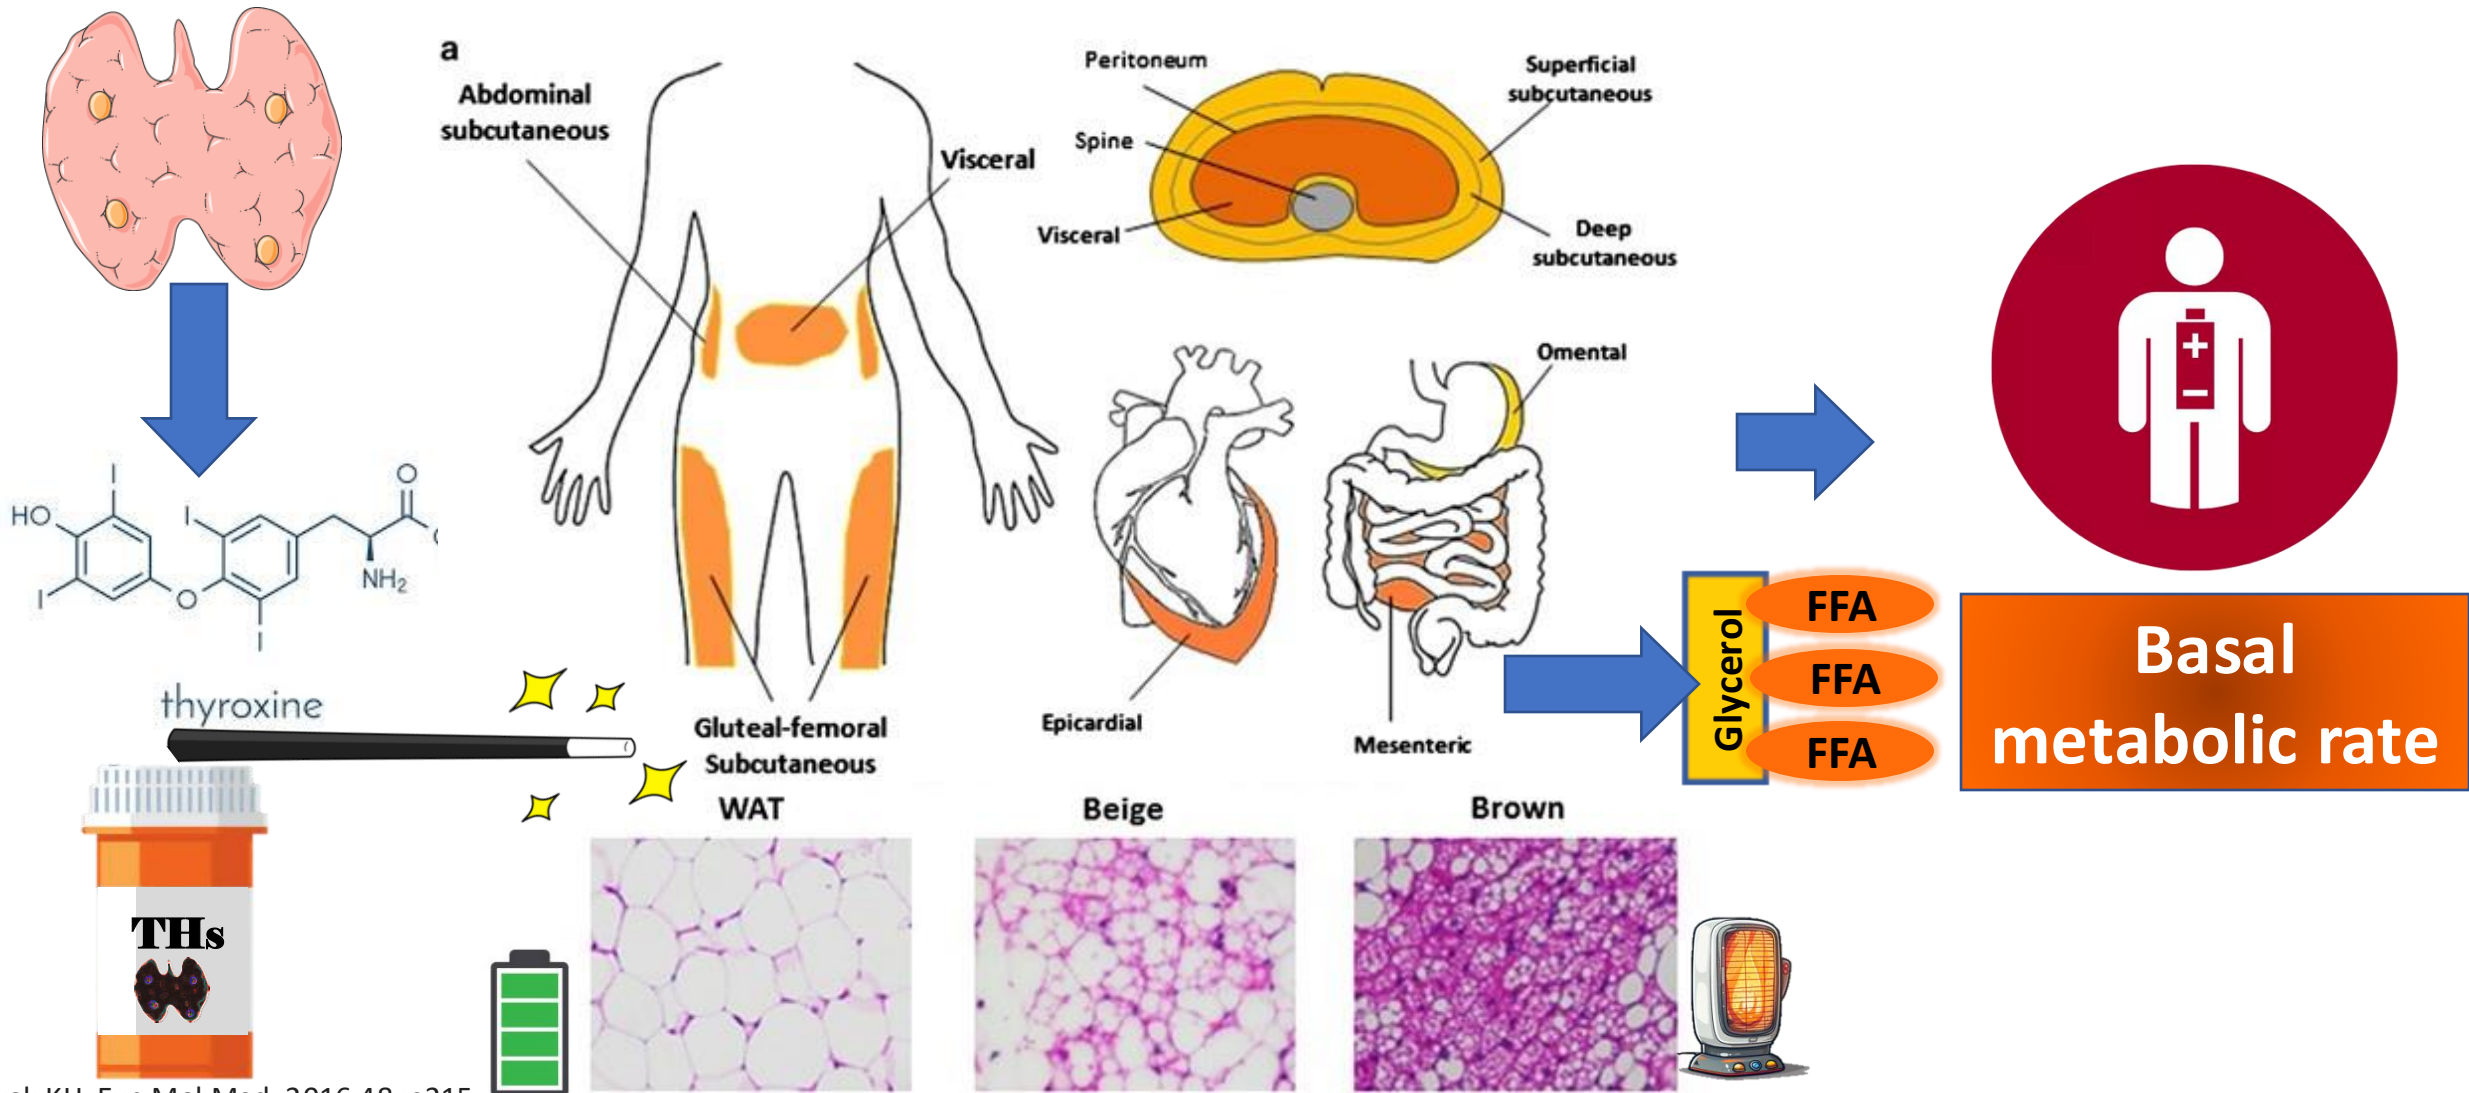 a
Abdominal
subcutaneous
Visceral
Peritoneum
Spine
Visceral
Superficial
subcutaneous
Deep
subcutaneous
Omental
Epicardial
Mesenteric
Gluteal-femoral
Subcutaneous
HO
I
I
I
I
O
O
NH₂
thyroxine
THs
WAT
Beige
Brown
+
−
Glycerol
FFA
FFA
FFA
Basal
metabolic rate
2016